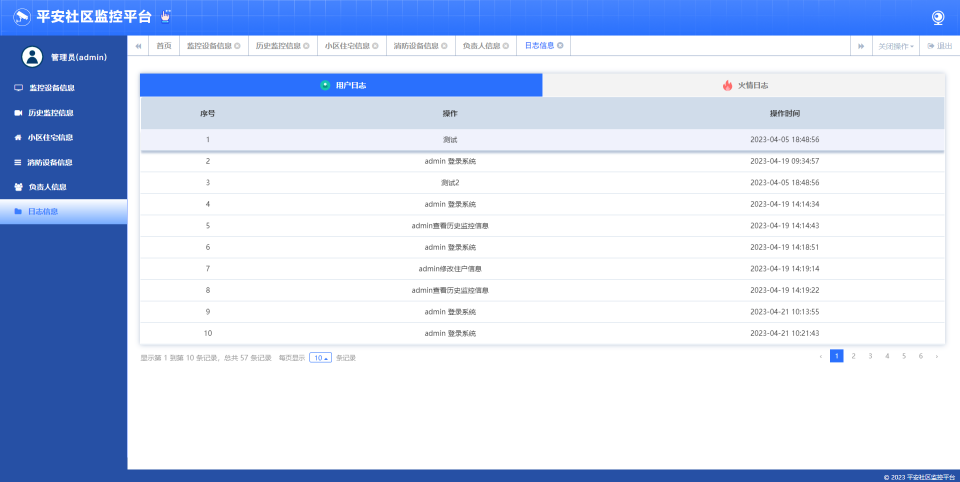 平安社区监控平台
管理员(admin)
监控设备信息
历史监控信息
小区住宅信息
消防设备信息
负责人信息
日志信息
首页 监控设备信息 历史监控信息 小区住宅信息 消防设备信息 负责人信息 日志信息 关闭操作 退出
用户日志 火情日志
序号 操作 操作时间
1 测试 2023-04-05 18:48:56
2 admin 登录系统 2023-04-19 09:34:57
3 测试2 2023-04-05 18:48:56
4 admin 登录系统 2023-04-19 14:14:34
5 admin查看历史监控信息 2023-04-19 14:14:43
6 admin 登录系统 2023-04-19 14:18:51
7 admin修改住户信息 2023-04-19 14:19:14
8 admin查看历史监控信息 2023-04-19 14:19:22
9 admin 登录系统 2023-04-21 10:13:55
10 admin 登录系统 2023-04-21 10:21:43
显示第 1 到第 10 条记录，总共 57 条记录 每页显示 10 条记录
‹ 1 2 3 4 5 6 ›
© 2023 平安社区监控平台